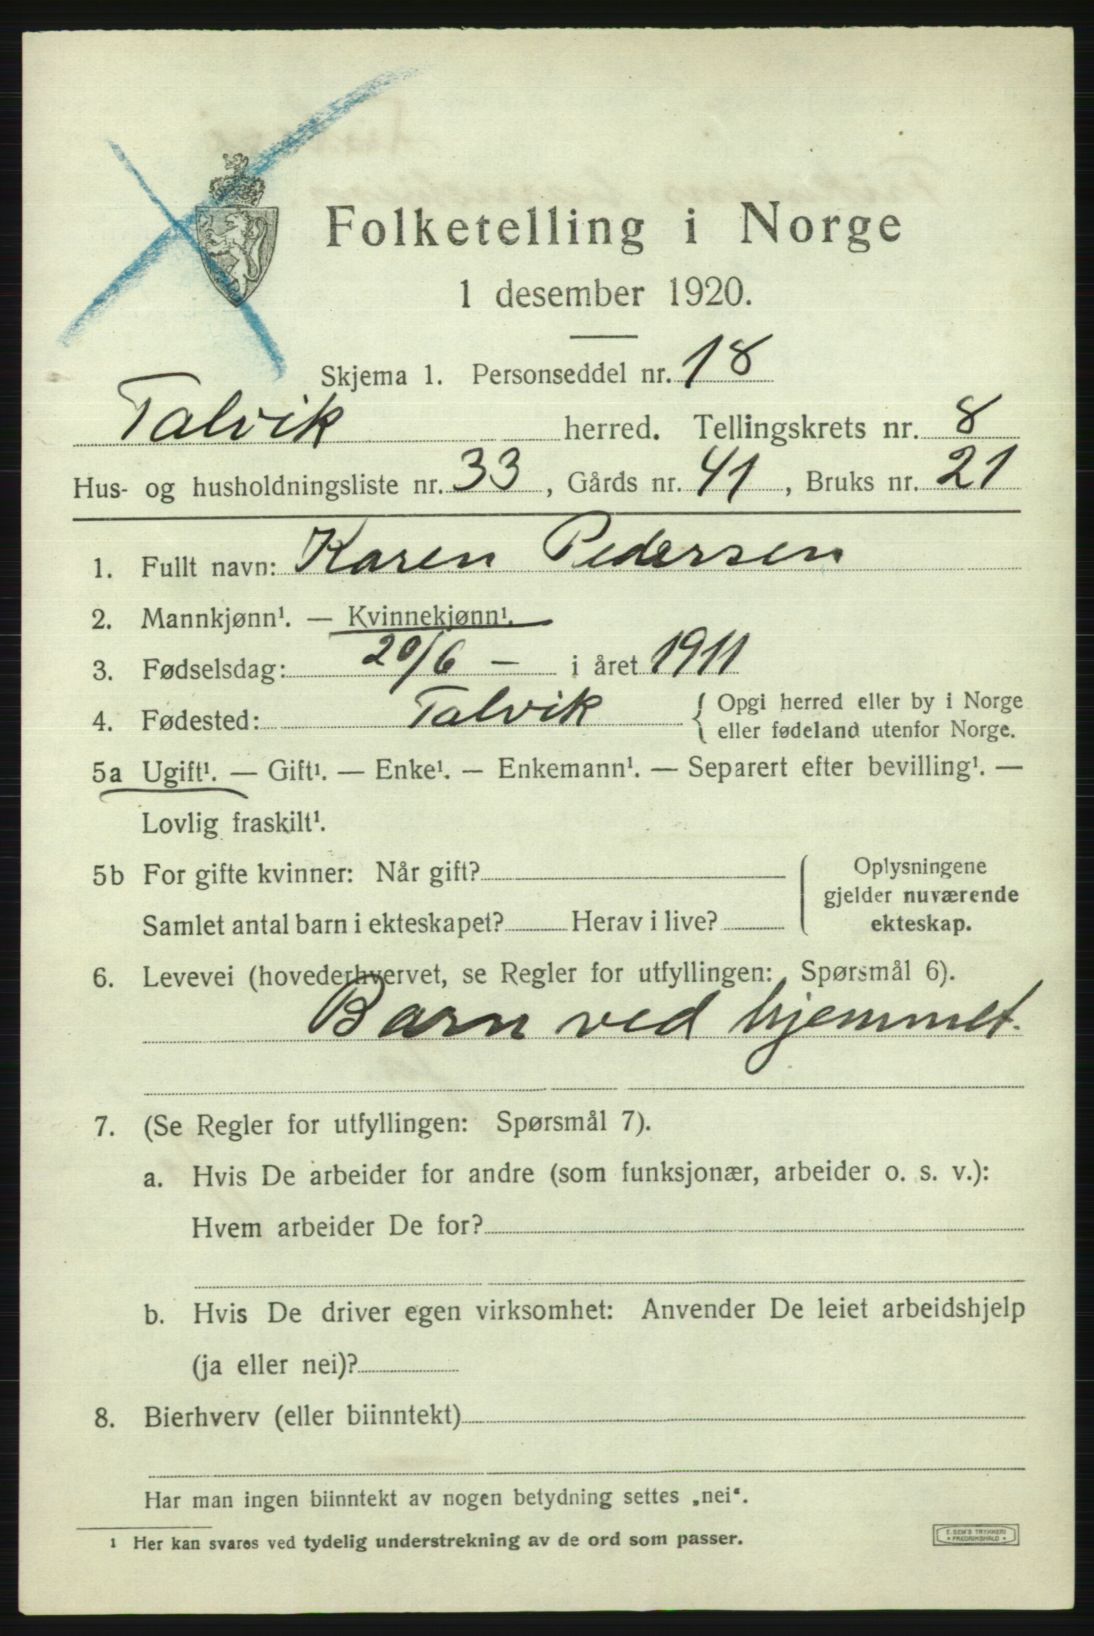 Folketelling i Norge
1 desember 1920.
Skjema 1. Personseddel nr. 18
Talvik herred. Tellingskrets nr. 8
Hus- og husholdningsliste nr. 33, Gårds nr. 41, Bruks nr. 21
1. Fullt navn: Karen Pedersen
2. Mannkjønn¹. — Kvinnekjønn¹.
3. Fødselsdag: 20/6 — i året 1911
4. Fødested: Talvik { Opgi herred eller by i Norge
eller fødeland utenfor Norge.
5a Ugift¹. — Gift¹. — Enke¹. — Enkemann¹. — Separert efter bevilling¹. —
Lovlig fraskilt¹.
5b For gifte kvinner: Når gift?
Samlet antal barn i ekteskapet? Herav i live?
Oplysningene
gjelder nuværende
ekteskap.
6. Levevei (hovederhvervet, se Regler for utfyllingen: Spørsmål 6).
Barn ved hjemmet.
7. (Se Regler for utfyllingen: Spørsmål 7).
a. Hvis De arbeider for andre (som funksjonær, arbeider o. s. v.):
Hvem arbeider De for?
b. Hvis De driver egen virksomhet: Anvender De leiet arbeidshjelp
(ja eller nei)?
8. Bierhverv (eller biinntekt)
Har man ingen biinntekt av nogen betydning settes „nei“.
¹ Her kan svares ved tydelig understrekning av de ord som passer.
E. SEM'S TRYKKERI
• FREDRIKSHALD •